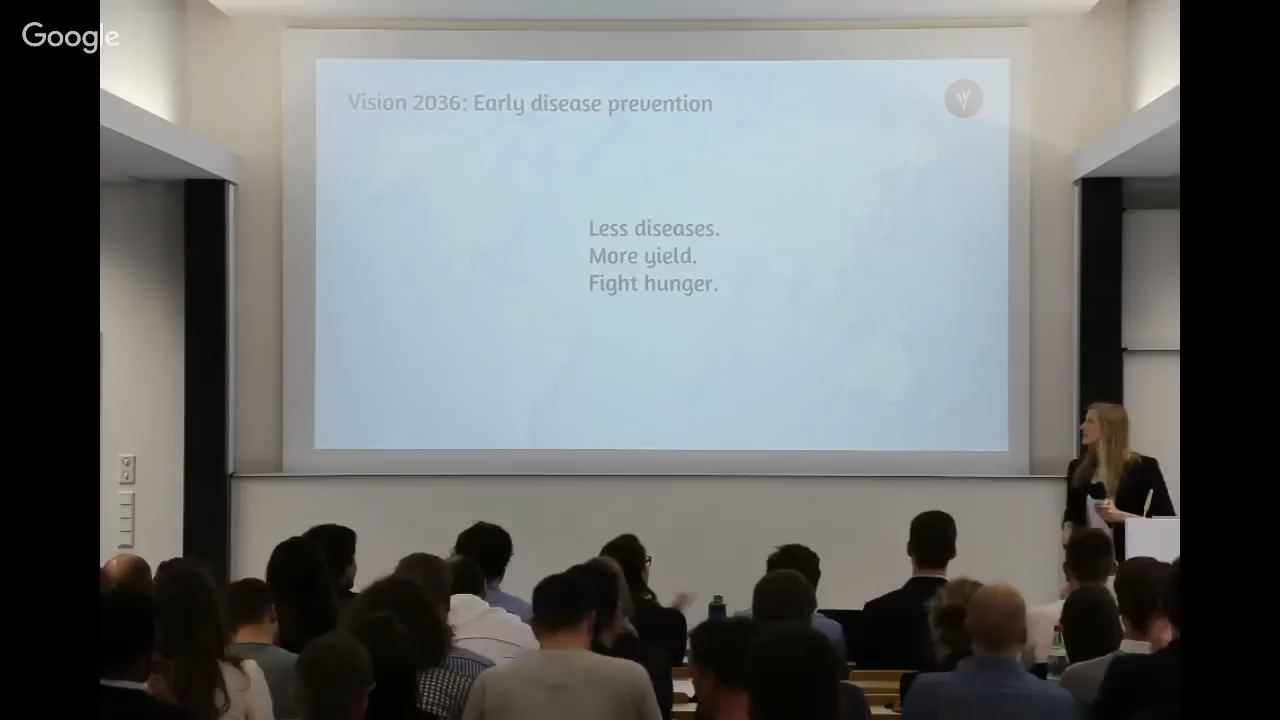 Google
Vision 2036: Early disease prevention
Less diseases.
More yield.
Fight hunger.